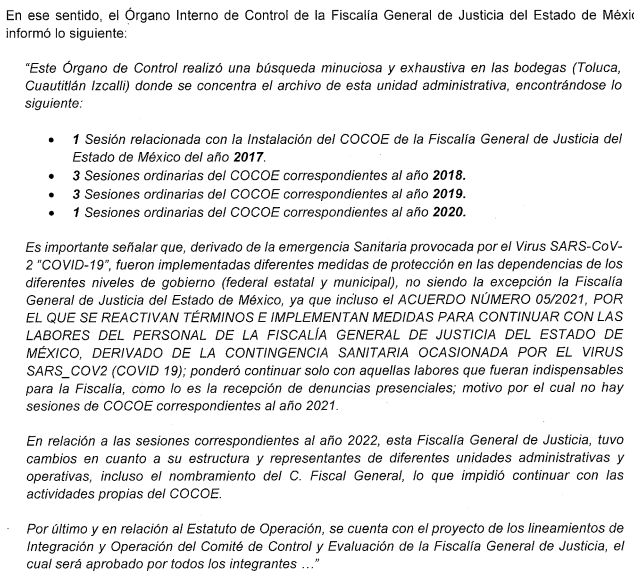 En ese sentido, el Órgano Interno de Control de la Fiscalía General de Justicia del Estado de Méxic
informó lo siguiente:
"Este Órgano de Control realizó una búsqueda minuciosa y exhaustiva en las bodegas (Toluca,
Cuautitlán Izcalli) donde se concentra el archivo de esta unidad administrativa, encontrándose lo
siguiente:
• 1 Sesión relacionada con la Instalación del COCOE de la Fiscalía General de Justicia del
Estado de México del año 2017.
• 3 Sesiones ordinarias del COCOE correspondientes al año 2018.
• 3 Sesiones ordinarias del COCOE correspondientes al año 2019.
• 1 Sesiones ordinarias del COCOE correspondientes al año 2020.
Es importante señalar que, derivado de la emergencia Sanitaria provocada por el Virus SARS-CoV-
2 "COVID-19", fueron implementadas diferentes medidas de protección en las dependencias de los
diferentes niveles de gobierno (federal estatal y municipal), no siendo la excepción la Fiscalía
General de Justicia del Estado de México, ya que incluso el ACUERDO NÚMERO 05/2021, POR
EL QUE SE REACTIVAN TÉRMINOS E IMPLEMENTAN MEDIDAS PARA CONTINUAR CON LAS
LABORES DEL PERSONAL DE LA FISCALÍA GENERAL DE JUSTICIA DEL ESTADO DE
MÉXICO, DERIVADO DE LA CONTINGENCIA SANITARIA OCASIONADA POR EL VIRUS
SARS_COV2 (COVID 19); ponderó continuar solo con aquellas labores que fueran indispensables
para la Fiscalía, como lo es la recepción de denuncias presenciales; motivo por el cual no hay
sesiones de COCOE correspondientes al año 2021.
En relación a las sesiones correspondientes al año 2022, esta Fiscalía General de Justicia, tuvo
cambios en cuanto a su estructura y representantes de diferentes unidades administrativas y
operativas, incluso el nombramiento del C. Fiscal General, lo que impidió continuar con las
actividades propias del COCOE.
Por último y en relación al Estatuto de Operación, se cuenta con el proyecto de los lineamientos de
Integración y Operación del Comité de Control y Evaluación de la Fiscalía General de Justicia, el
cual será aprobado por todos los integrantes ..."